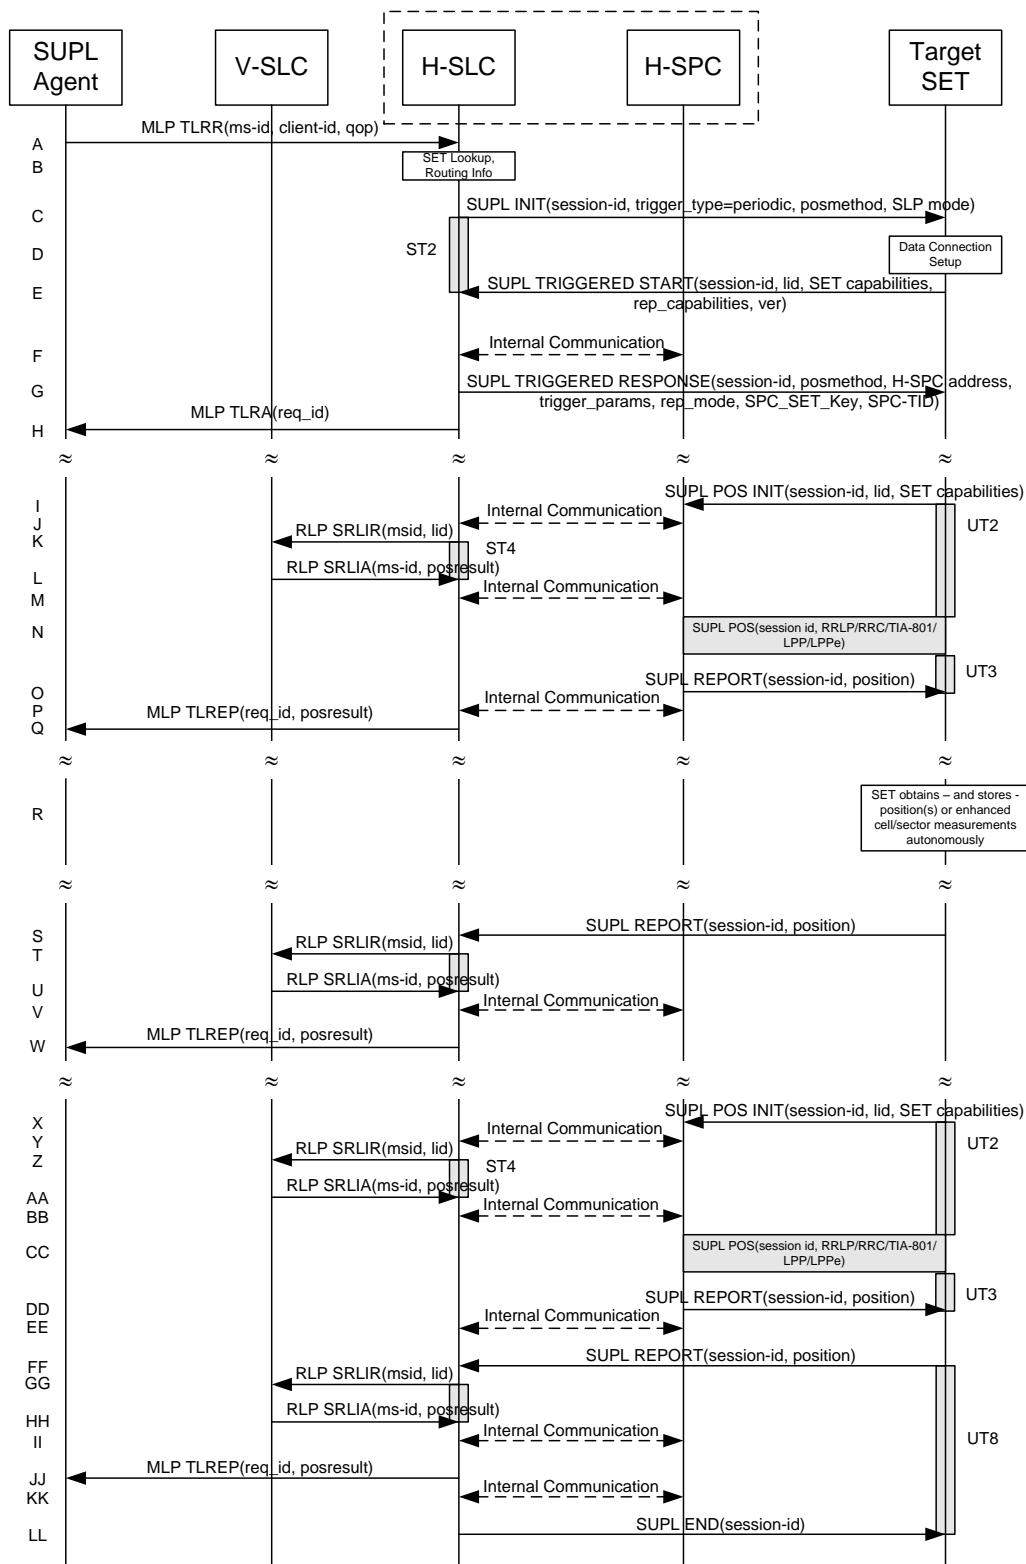 SUPL
Agent
V-SLC
H-SLC
H-SPC
Target
SET
A
MLP TLRR(ms-id, client-id, qop)
B
SET Lookup,
Routing Info
C
SUPL INIT(session-id, trigger_type=periodic, posmethod, SLP mode)
D
ST2
Data Connection
Setup
E
SUPL TRIGGERED START(session-id, lid, SET capabilities,
rep_capabilities, ver)
F
Internal Communication
G
SUPL TRIGGERED RESPONSE(session-id, posmethod, H-SPC address,
trigger_params, rep_mode, SPC_SET_Key, SPC-TID)
H
MLP TLRA(req_id)
≈ ≈ ≈ ≈ ≈
I
SUPL POS INIT(session-id, lid, SET capabilities)
J
Internal Communication
UT2
K
RLP SRLIR(msid, lid)
ST4
L
RLP SRLIA(ms-id, posresult)
M
Internal Communication
N
SUPL POS(session id, RRLP/RRC/TIA-801/
LPP/LPPe)
UT3
O
SUPL REPORT(session-id, position)
P
Internal Communication
Q
MLP TLREP(req_id, posresult)
≈ ≈ ≈ ≈ ≈
R
SET obtains – and stores -
position(s) or enhanced
cell/sector measurements
autonomously
≈ ≈ ≈ ≈ ≈
S
SUPL REPORT(session-id, position)
T
RLP SRLIR(msid, lid)
U
RLP SRLIA(ms-id, posresult)
V
Internal Communication
W
MLP TLREP(req_id, posresult)
≈ ≈ ≈ ≈ ≈
X
SUPL POS INIT(session-id, lid, SET capabilities)
Y
Internal Communication
UT2
Z
RLP SRLIR(msid, lid)
ST4
AA
RLP SRLIA(ms-id, posresult)
BB
Internal Communication
CC
SUPL POS(session id, RRLP/RRC/TIA-801/
LPP/LPPe)
UT3
DD
SUPL REPORT(session-id, position)
EE
Internal Communication
FF
SUPL REPORT(session-id, position)
GG
RLP SRLIR(msid, lid)
HH
RLP SRLIA(ms-id, posresult)
II
Internal Communication
UT8
JJ
MLP TLREP(req_id, posresult)
KK
Internal Communication
LL
SUPL END(session-id)